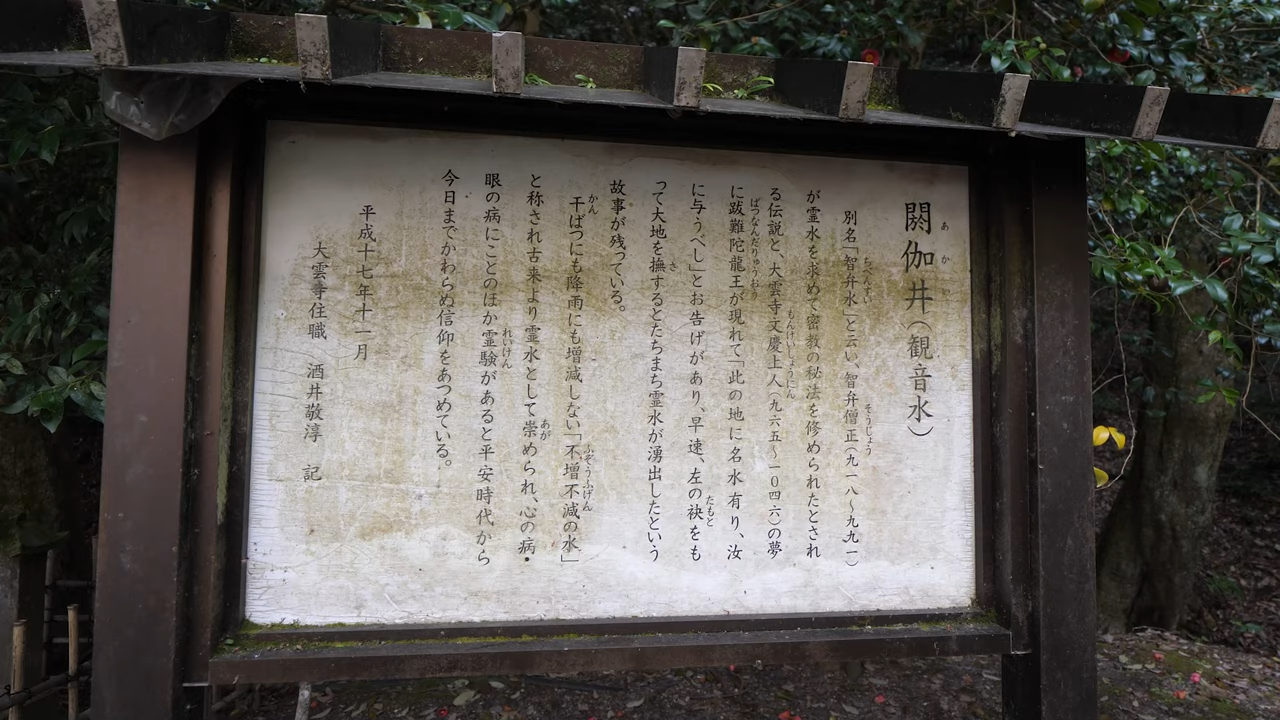 閼伽井（観音水）
別名「智弁水」と云い、智弁僧正（九一八〜九九一）
が霊水を求めて密教の秘法を修められたとされ
る伝説と、大雲寺文慶上人（九六五〜一〇四六）の夢
に跋難陀龍王が現れて「此の地に名水有り、汝
に与うべし」とお告げがあり、早速、左の袂をも
って大地を撫するとたちまち霊水が湧出したという
故事が残っている。
干ばつにも降雨にも増減しない「不増不減の水」
と称され古来より霊水として崇められ、心の病・
眼の病にことのほか霊験があると平安時代から
今日までかわらぬ信仰をあつめている。
平成十七年十一月
大雲寺住職　酒井敬淳　記